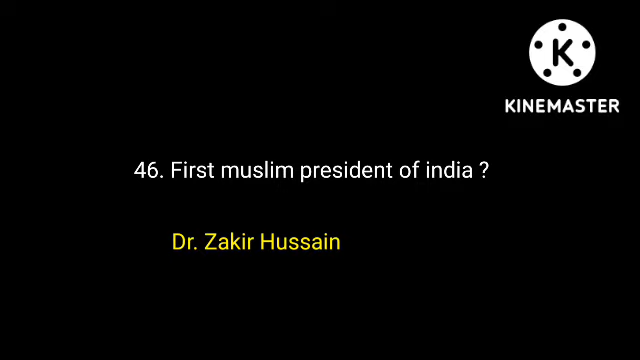 KINEMASTER
46. First muslim president of india ?
Dr. Zakir Hussain